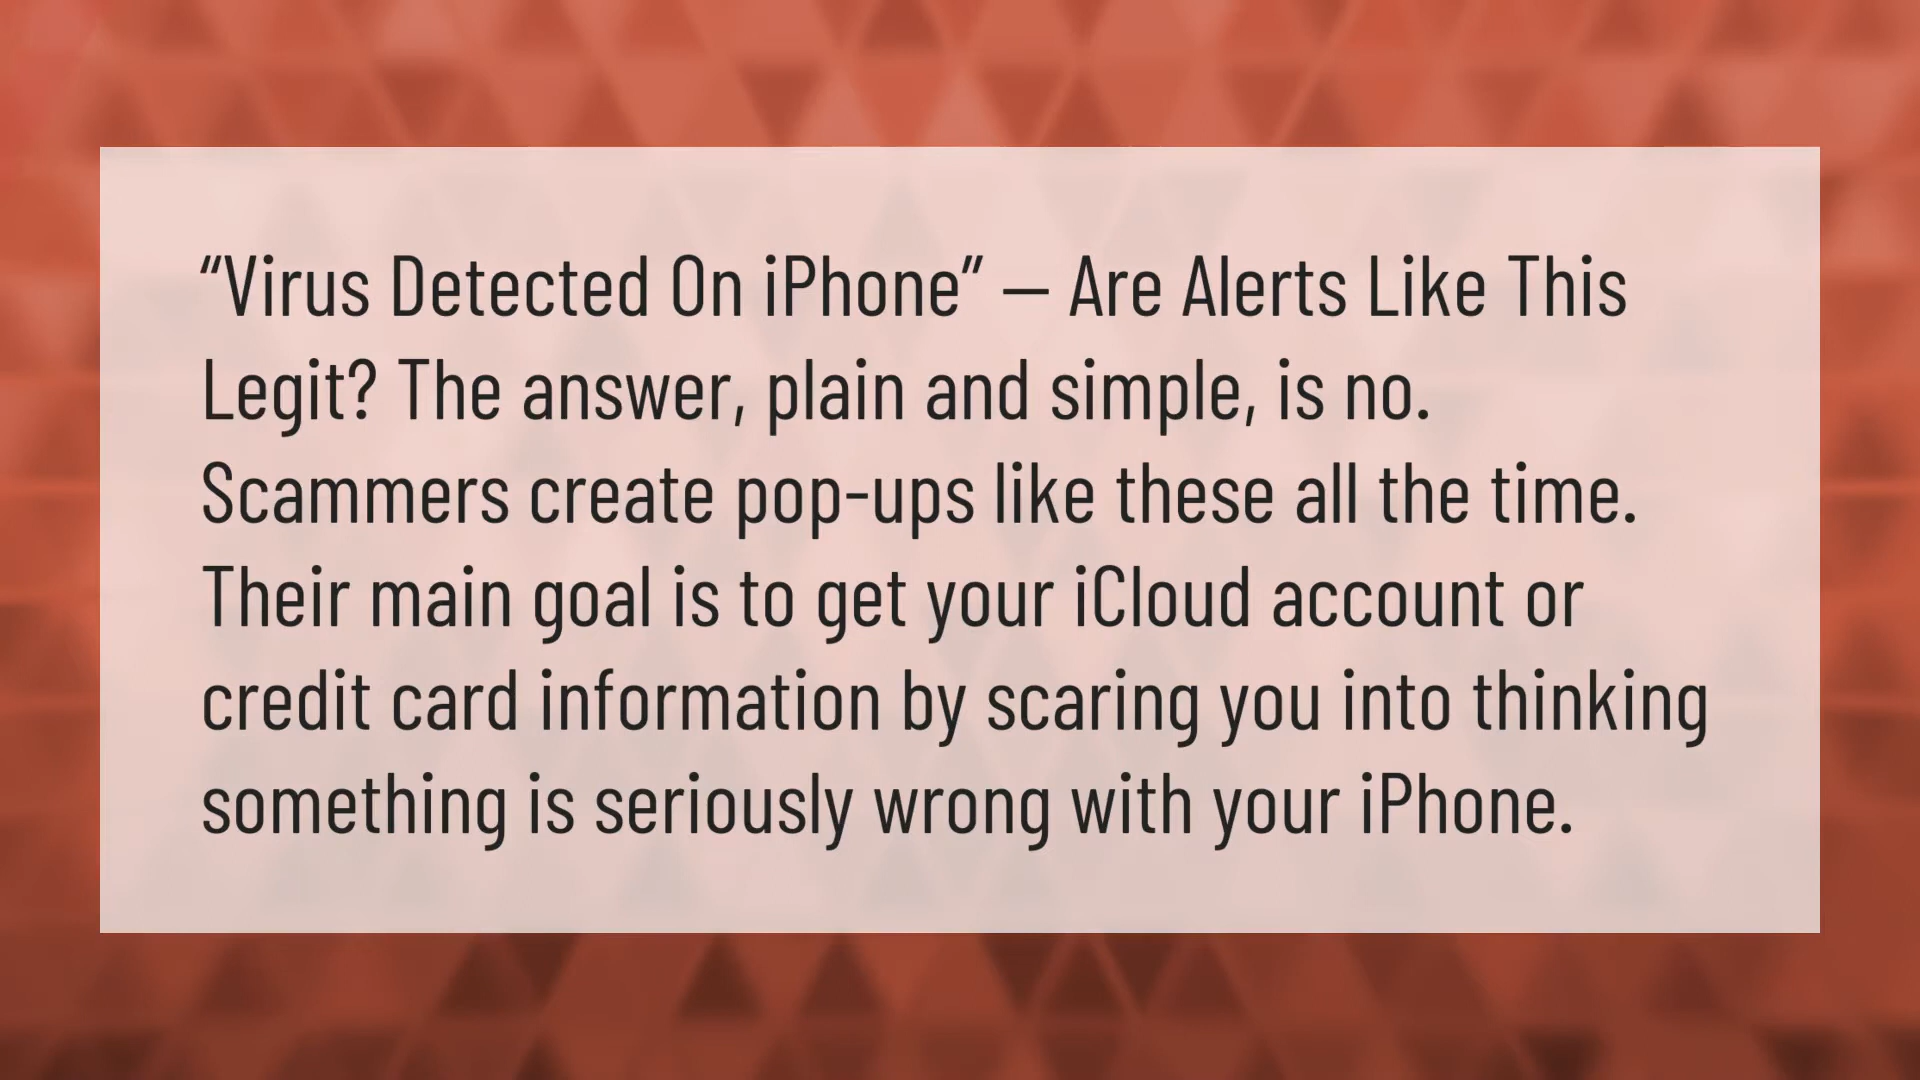 “Virus Detected On iPhone” — Are Alerts Like This
Legit? The answer, plain and simple, is no.
Scammers create pop-ups like these all the time.
Their main goal is to get your iCloud account or
credit card information by scaring you into thinking
something is seriously wrong with your iPhone.